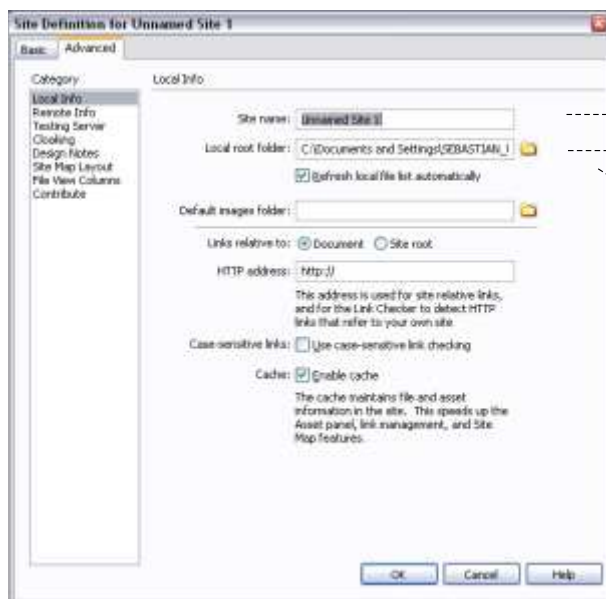 Site Definition for Unnamed Site 1
Basic Advanced
Category
Local Info
Remote Info
Testing Server
Cloaking
Design Notes
Site Map Layout
File View Columns
Contribute
Local Info
Site name: Unnamed Site 1
Local root folder: C:\Documents and Settings\SEBASTIAN_
Refresh local file list automatically
Default images folder:
Links relative to: Document Site root
HTTP address: http://
This address is used for site relative links,
and for the Link Checker to detect HTTP
links that refer to your own site
Case-sensitive links: Use case-sensitive link checking
Cache: Enable cache
The cache maintains file and asset
information in the site. This speeds up the
Asset panel, link management, and Site
Map features.
OK Cancel Help